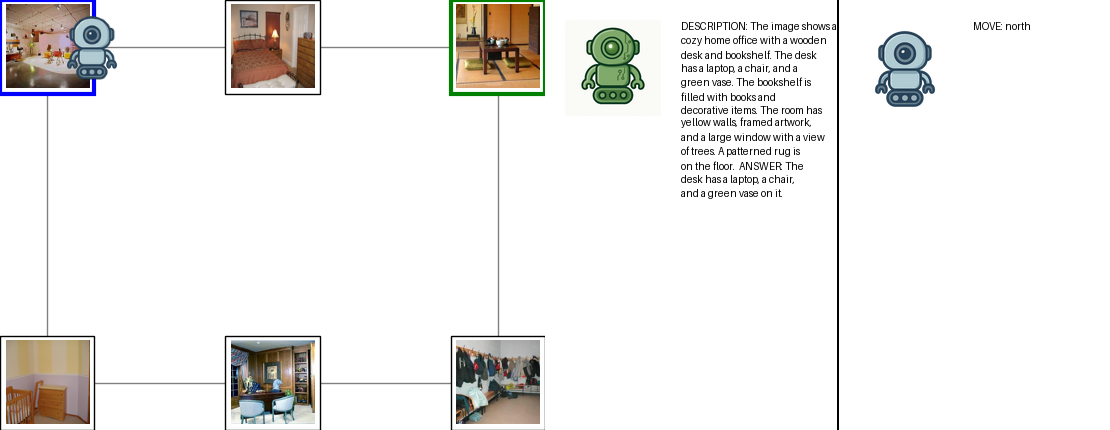 DESCRIPTION: The image shows a
cozy home office with a wooden
desk and bookshelf. The desk
has a laptop, a chair, and a
green vase. The bookshelf is
filled with books and
decorative items. The room has
yellow walls, framed artwork,
and a large window with a view
of trees. A patterned rug is
on the floor.  ANSWER: The
desk has a laptop, a chair,
and a green vase on it.
MOVE: north